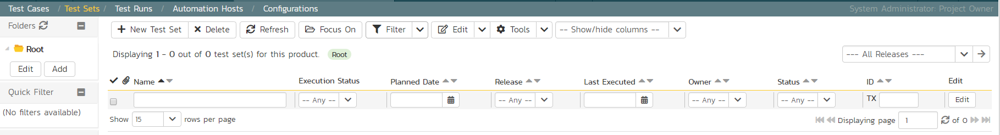 Test Cases / Test Sets / Test Runs / Automation Hosts / Configurations System Administrator: Project Owner
Folders
Root
Edit Add
Quick Filter
(No filters available)
New Test Set Delete Refresh Focus On Filter Edit Tools -- Show/hide columns --
Displaying 1 - 0 out of 0 test set(s) for this product. Root --- All Releases ---
Name Execution Status Planned Date Release Last Executed Owner Status ID Edit
-- Any -- -- Any -- -- Any -- -- Any -- TX Edit
Show 15 rows per page Displaying page 1 of 0